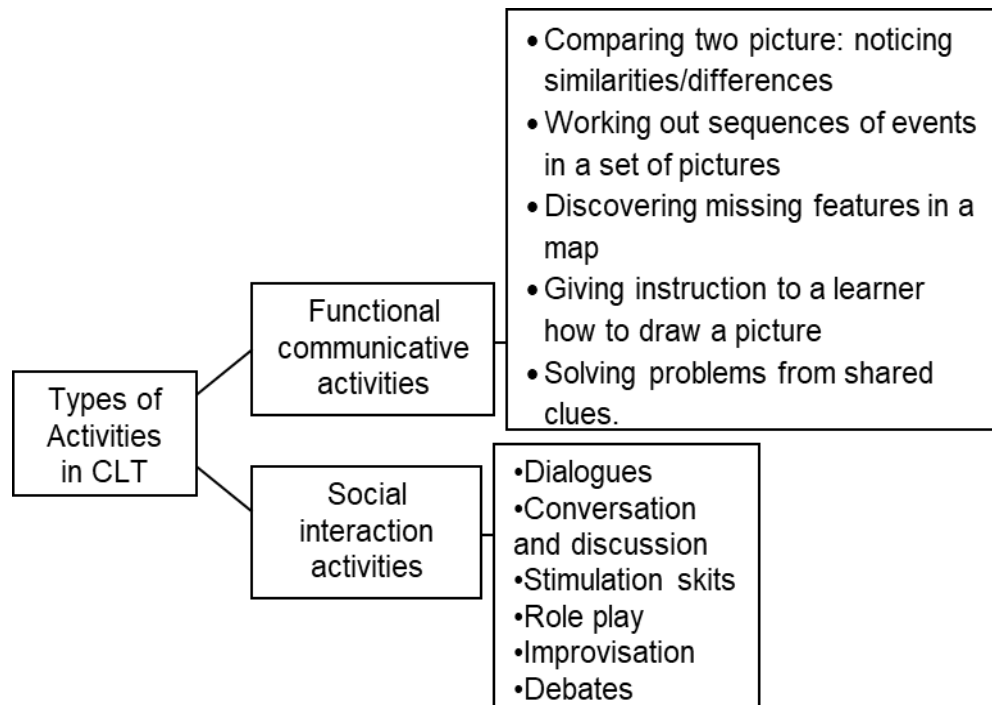 Types of
Activities
in CLT
Functional
communicative
activities
• Comparing two picture: noticing
similarities/differences
• Working out sequences of events
in a set of pictures
• Discovering missing features in a
map
• Giving instruction to a learner
how to draw a picture
• Solving problems from shared
clues.
Social
interaction
activities
•Dialogues
•Conversation
and discussion
•Stimulation skits
•Role play
•Improvisation
•Debates